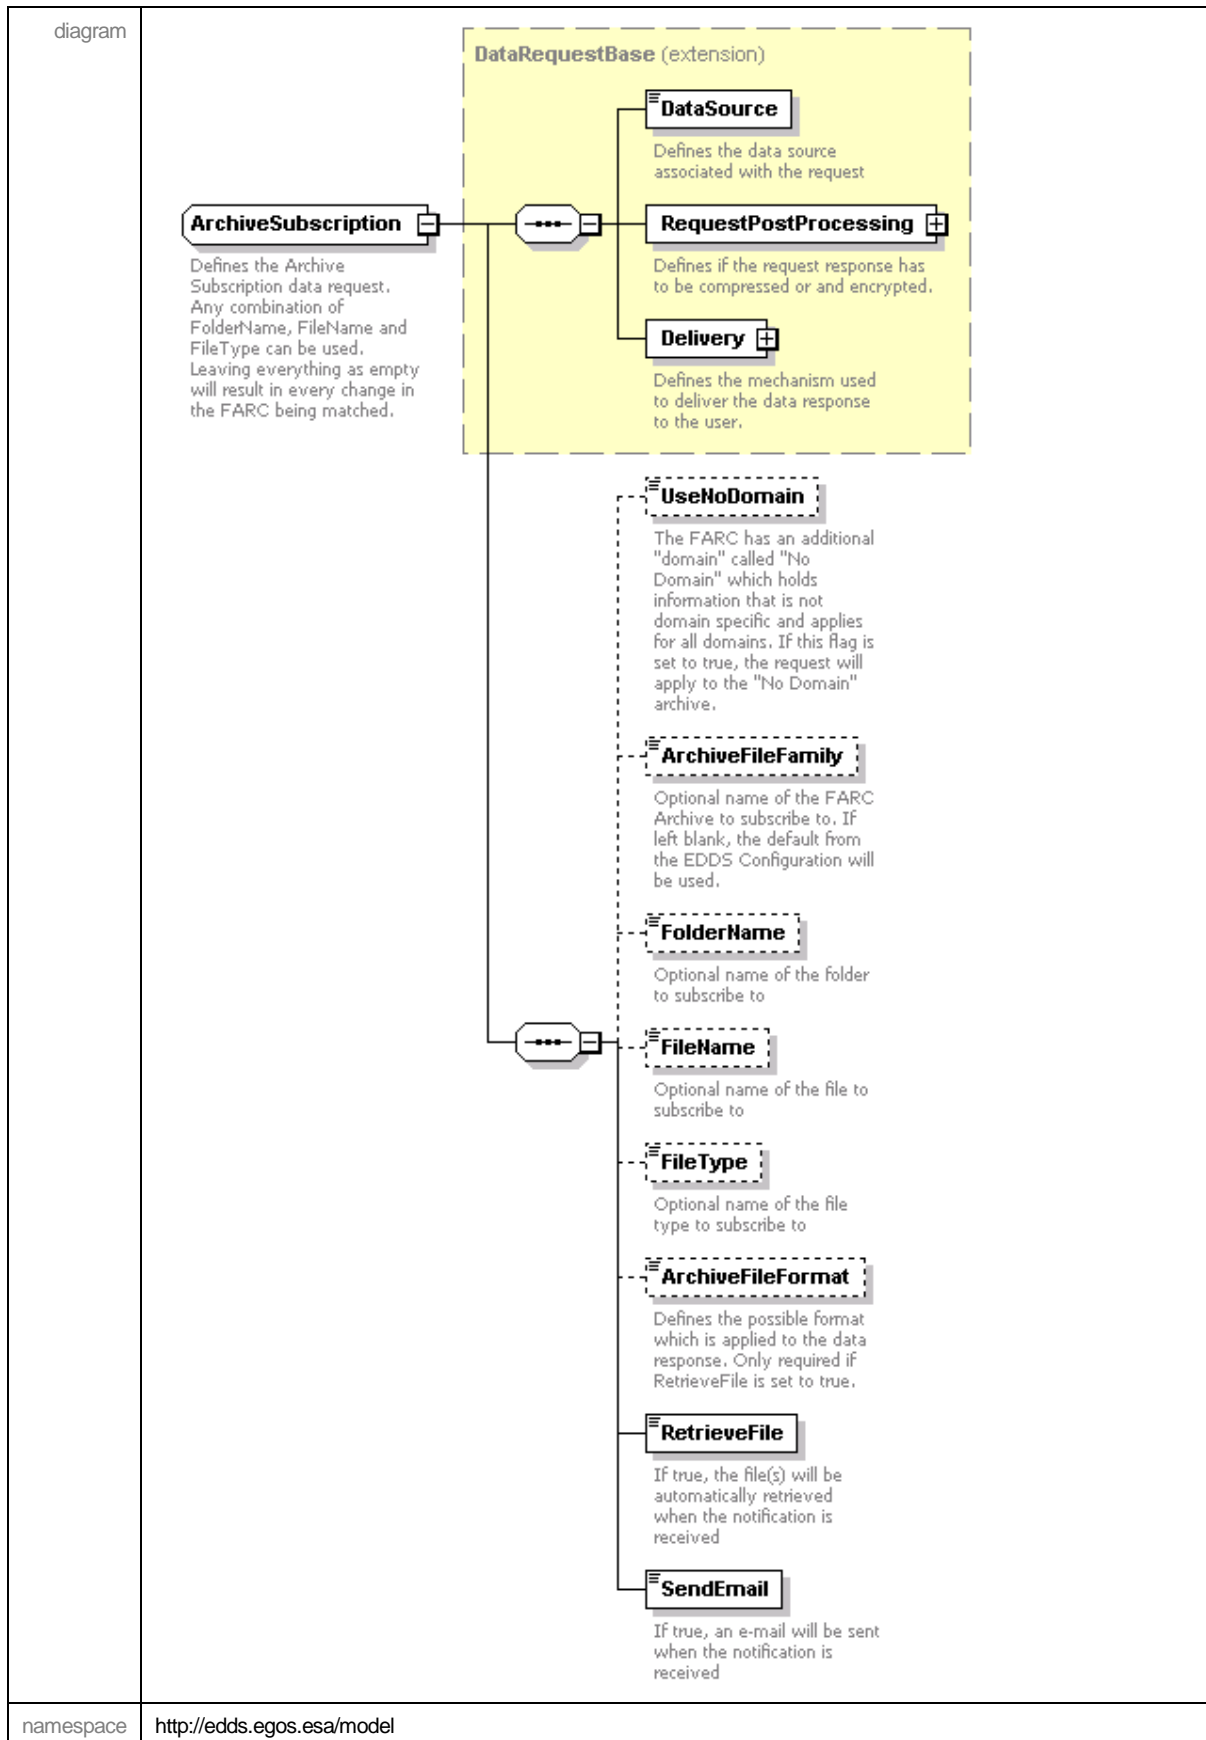 diagram
DataRequestBase (extension)
DataSource
Defines the data source
associated with the request
ArchiveSubscription
Defines the Archive
Subscription data request.
Any combination of
FolderName, FileName and
FileType can be used.
Leaving everything as empty
will result in every change in
the FARC being matched.
RequestPostProcessing
Defines if the request response has
to be compressed or and encrypted.
Delivery
Defines the mechanism used
to deliver the data response
to the user.
UseNoDomain
The FARC has an additional
"domain" called "No
Domain" which holds
information that is not
domain specific and applies
for all domains. If this flag is
set to true, the request will
apply to the "No Domain"
archive.
ArchiveFileFamily
Optional name of the FARC
Archive to subscribe to. If
left blank, the default from
the EDDS Configuration will
be used.
FolderName
Optional name of the folder
to subscribe to
FileName
Optional name of the file to
subscribe to
FileType
Optional name of the file
type to subscribe to
ArchiveFileFormat
Defines the possible format
which is applied to the data
response. Only required if
RetrieveFile is set to true.
RetrieveFile
If true, the file(s) will be
automatically retrieved
when the notification is
received
SendEmail
If true, an e-mail will be sent
when the notification is
received
namespace http://edds.egos.esa/model